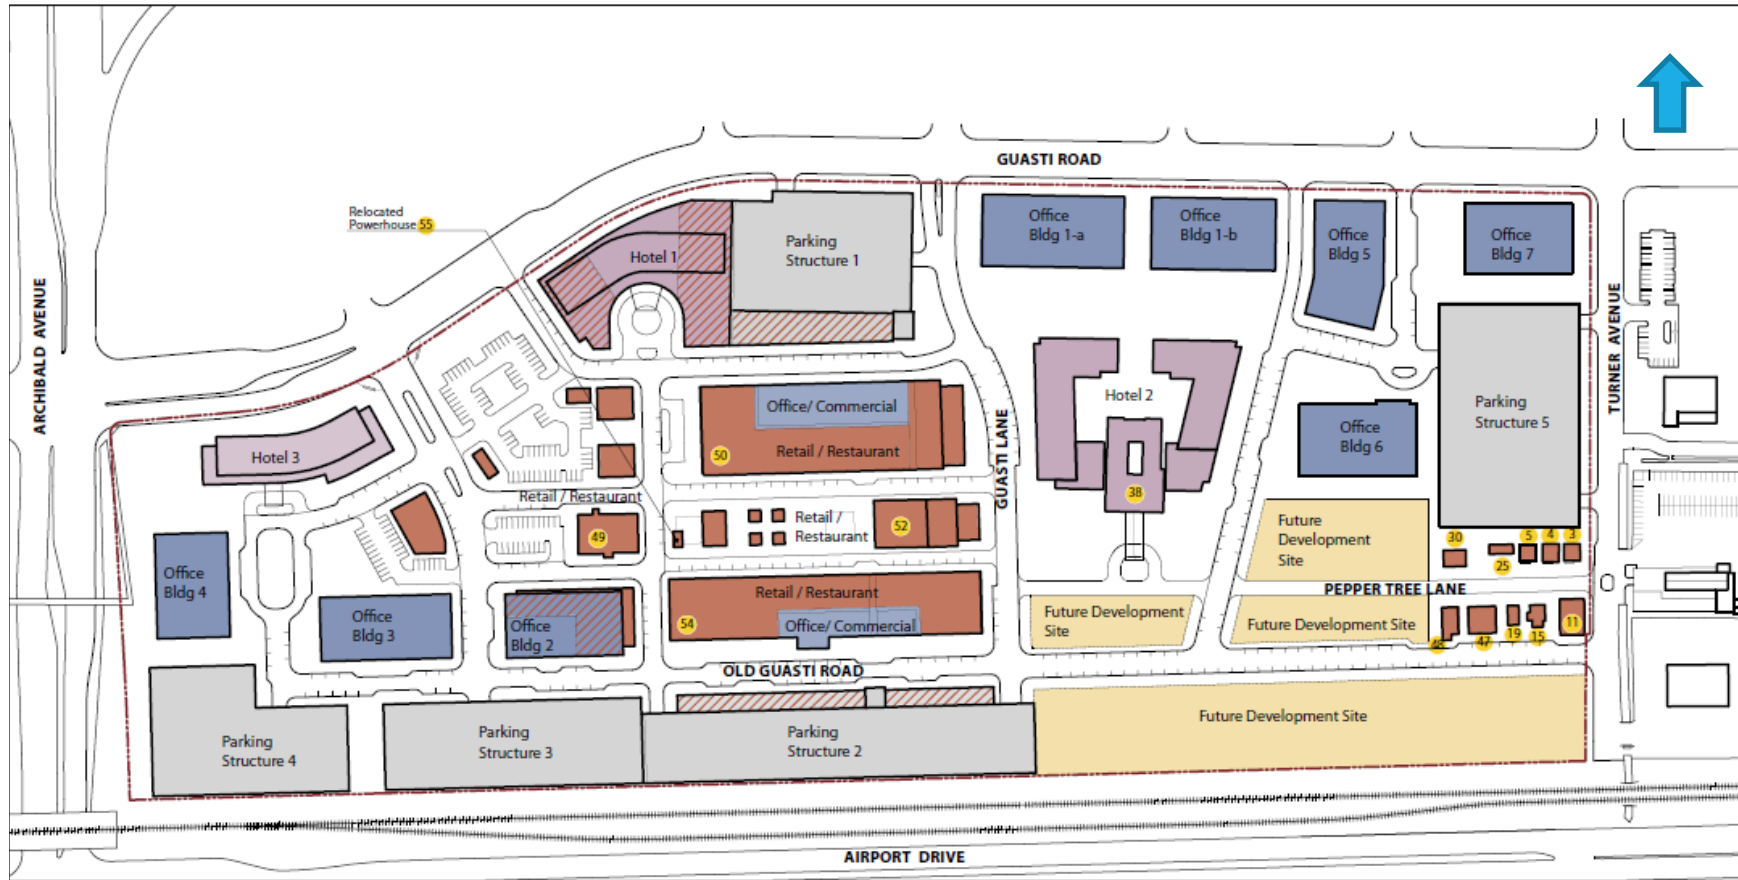 GUASTI ROAD
Relocated
Powerhouse 55
Office
Bldg 1-a
Office
Bldg 1-b
Office
Bldg 5
Office
Bldg 7
Parking
Structure 1
Hotel 1
ARCHIBALD AVENUE
TURNER AVENUE
Office/ Commercial
Retail / Restaurant
50
GUASTI LANE
Hotel 2
38
Office
Bldg 6
Parking
Structure 5
Hotel 3
Retail / Restaurant
49
Retail /
Restaurant
52
Future
Development
Site
30
25
5
4
3
PEPPER TREE LANE
Office
Bldg 4
Office
Bldg 3
Office
Bldg 2
Retail / Restaurant
54
Office/ Commercial
Future Development
Site
Future Development Site
47
19
15
11
OLD GUASTI ROAD
Future Development Site
Parking
Structure 4
Parking
Structure 3
Parking
Structure 2
AIRPORT DRIVE